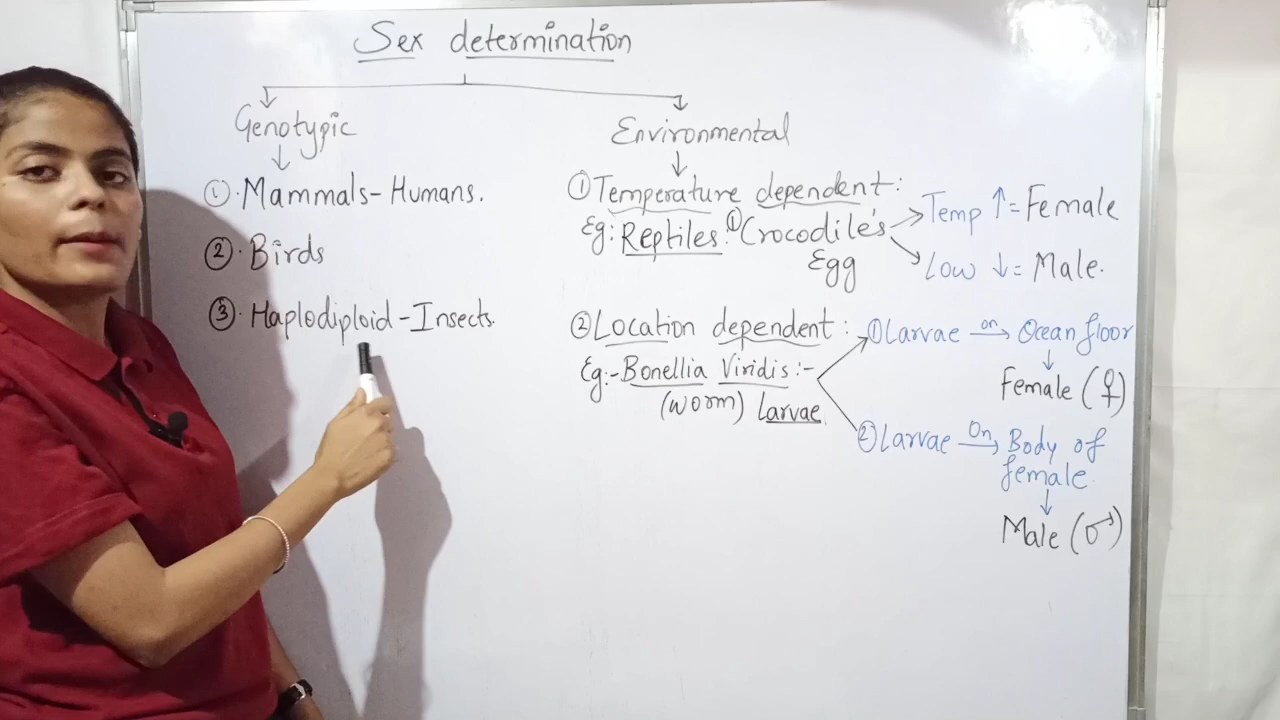 Sex determination
Genotypic
① Mammals - Humans.
② Birds
③ Haplodiploid - Insects.
Environmental
① Temperature dependent:
Eg: Reptiles: ① Crocodile's Egg
Temp ↑ = Female
Low ↓ = Male.
② Location dependent:
Eg:- Bonellia Viridis:-
(worm) Larvae
① Larvae on → Ocean floor
↓
Female (♀)
② Larvae On → Body of
female.
↓
Male (♂)